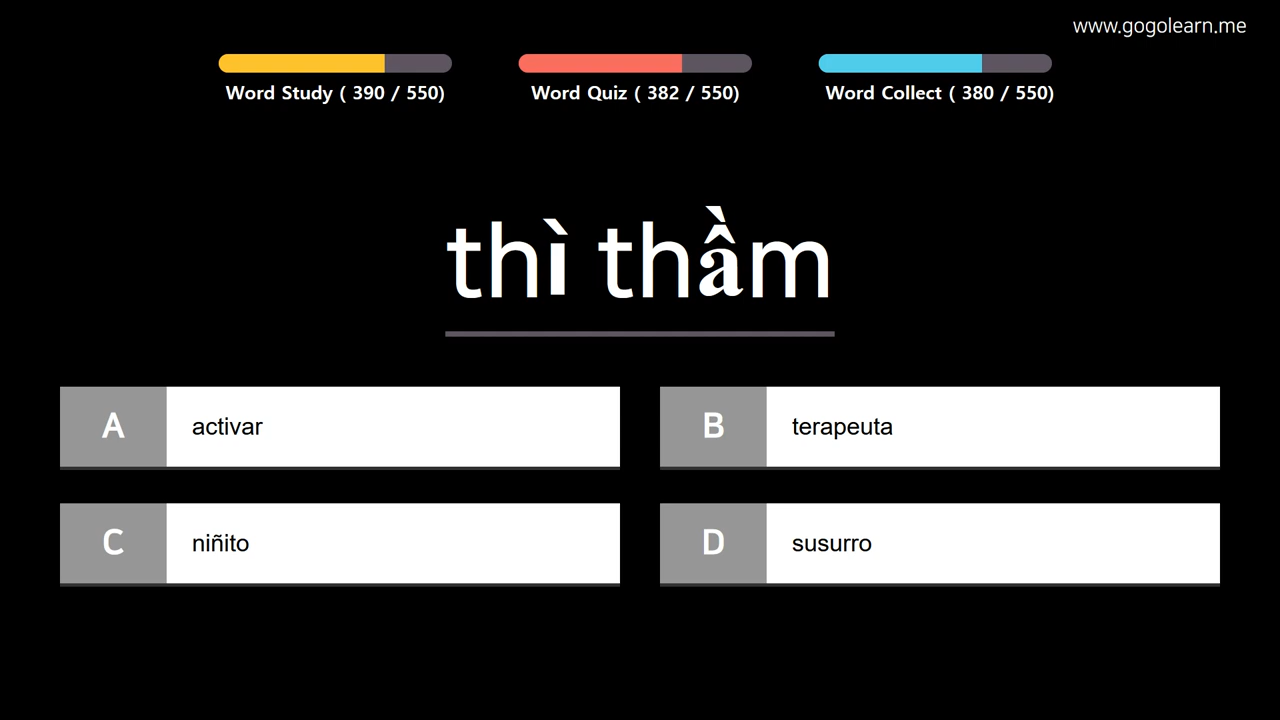 www.gogolearn.me
Word Study ( 390 / 550)
Word Quiz ( 382 / 550)
Word Collect ( 380 / 550)
thì thầm
A activar
B terapeuta
C niñito
D susurro